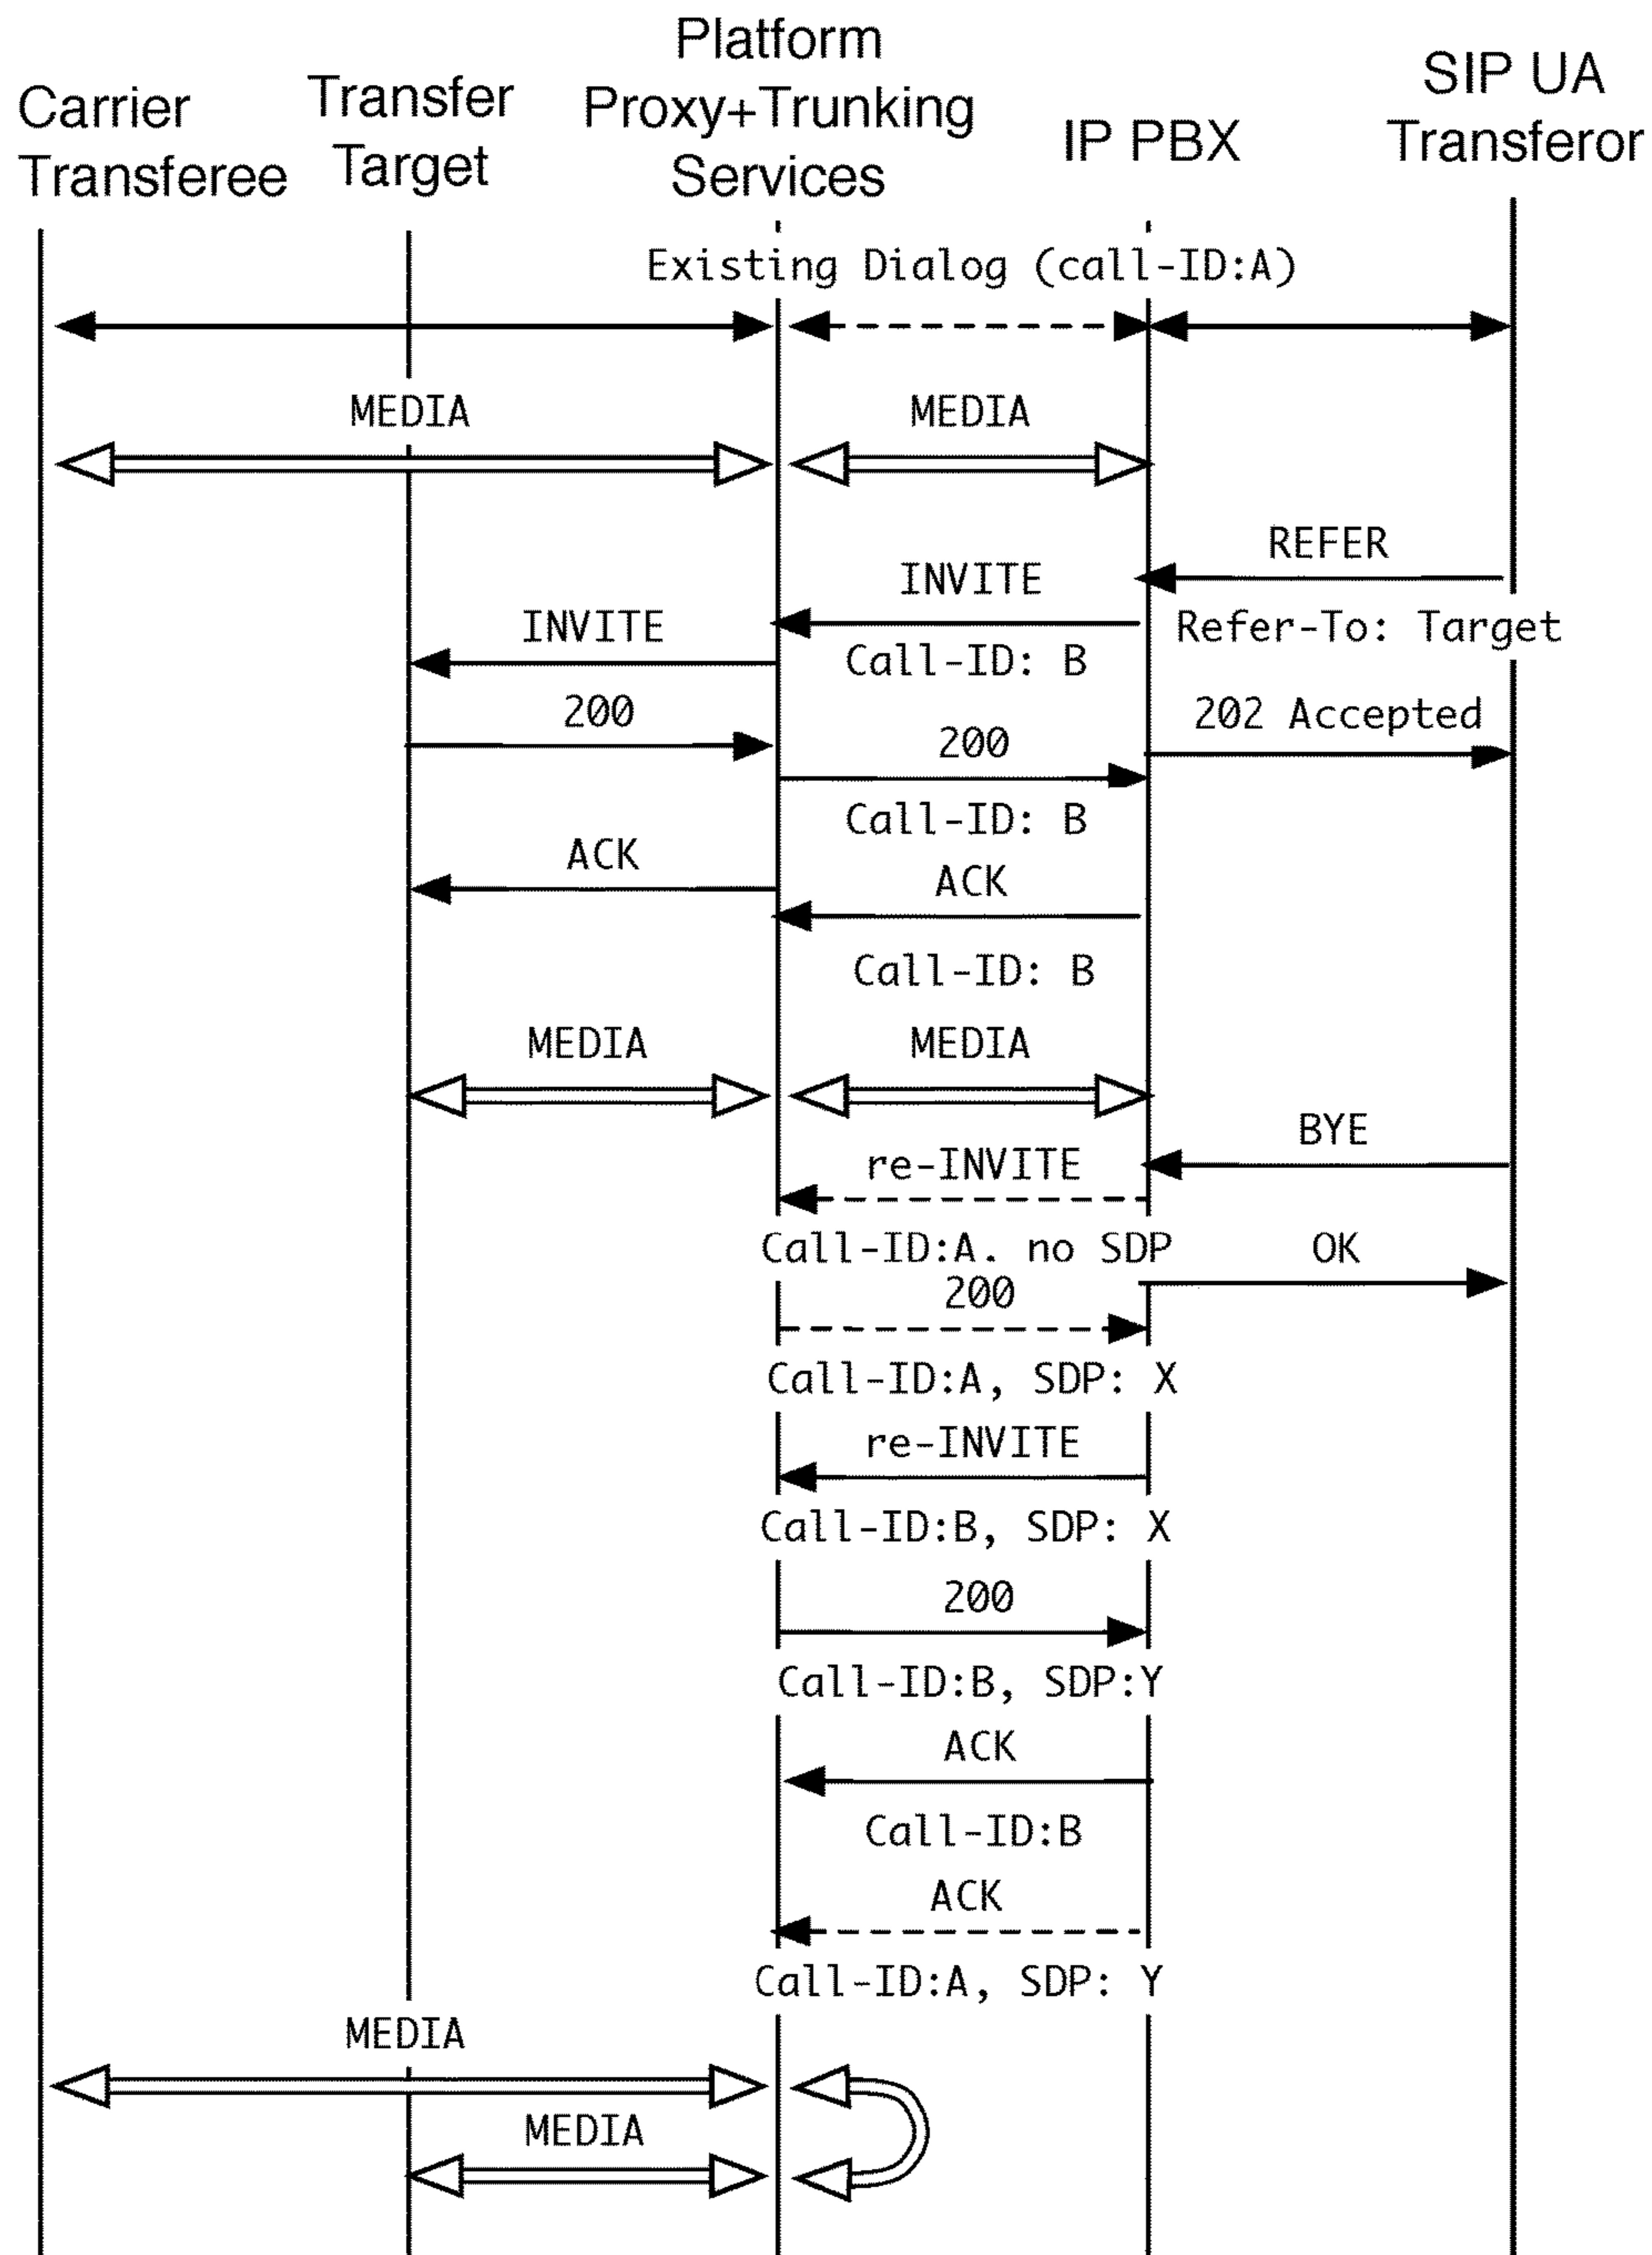 Carrier
Transferee
Transfer
Target
Platform
Proxy+Trunking
Services
IP PBX
SIP UA
Transferor
Existing Dialog (call-ID:A)
MEDIA
MEDIA
REFER
INVITE
INVITE
Refer-To: Target
Call-ID: B
200
202 Accepted
200
Call-ID: B
ACK
ACK
Call-ID: B
MEDIA
MEDIA
BYE
re-INVITE
Call-ID:A. no SDP
OK
200
Call-ID:A, SDP: X
re-INVITE
Call-ID:B, SDP: X
200
Call-ID:B, SDP:Y
ACK
Call-ID:B
ACK
Call-ID:A, SDP: Y
MEDIA
MEDIA